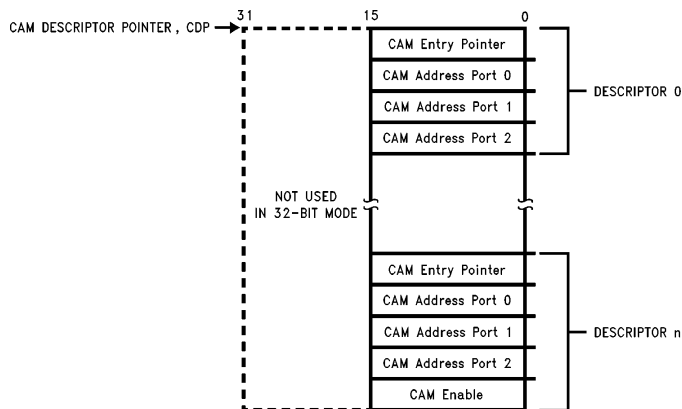 31 15 0
CAM DESCRIPTOR POINTER, CDP
CAM Entry Pointer
CAM Address Port 0
CAM Address Port 1
CAM Address Port 2
DESCRIPTOR 0
NOT USED
IN 32-BIT MODE
CAM Entry Pointer
CAM Address Port 0
CAM Address Port 1
CAM Address Port 2
CAM Enable
DESCRIPTOR n